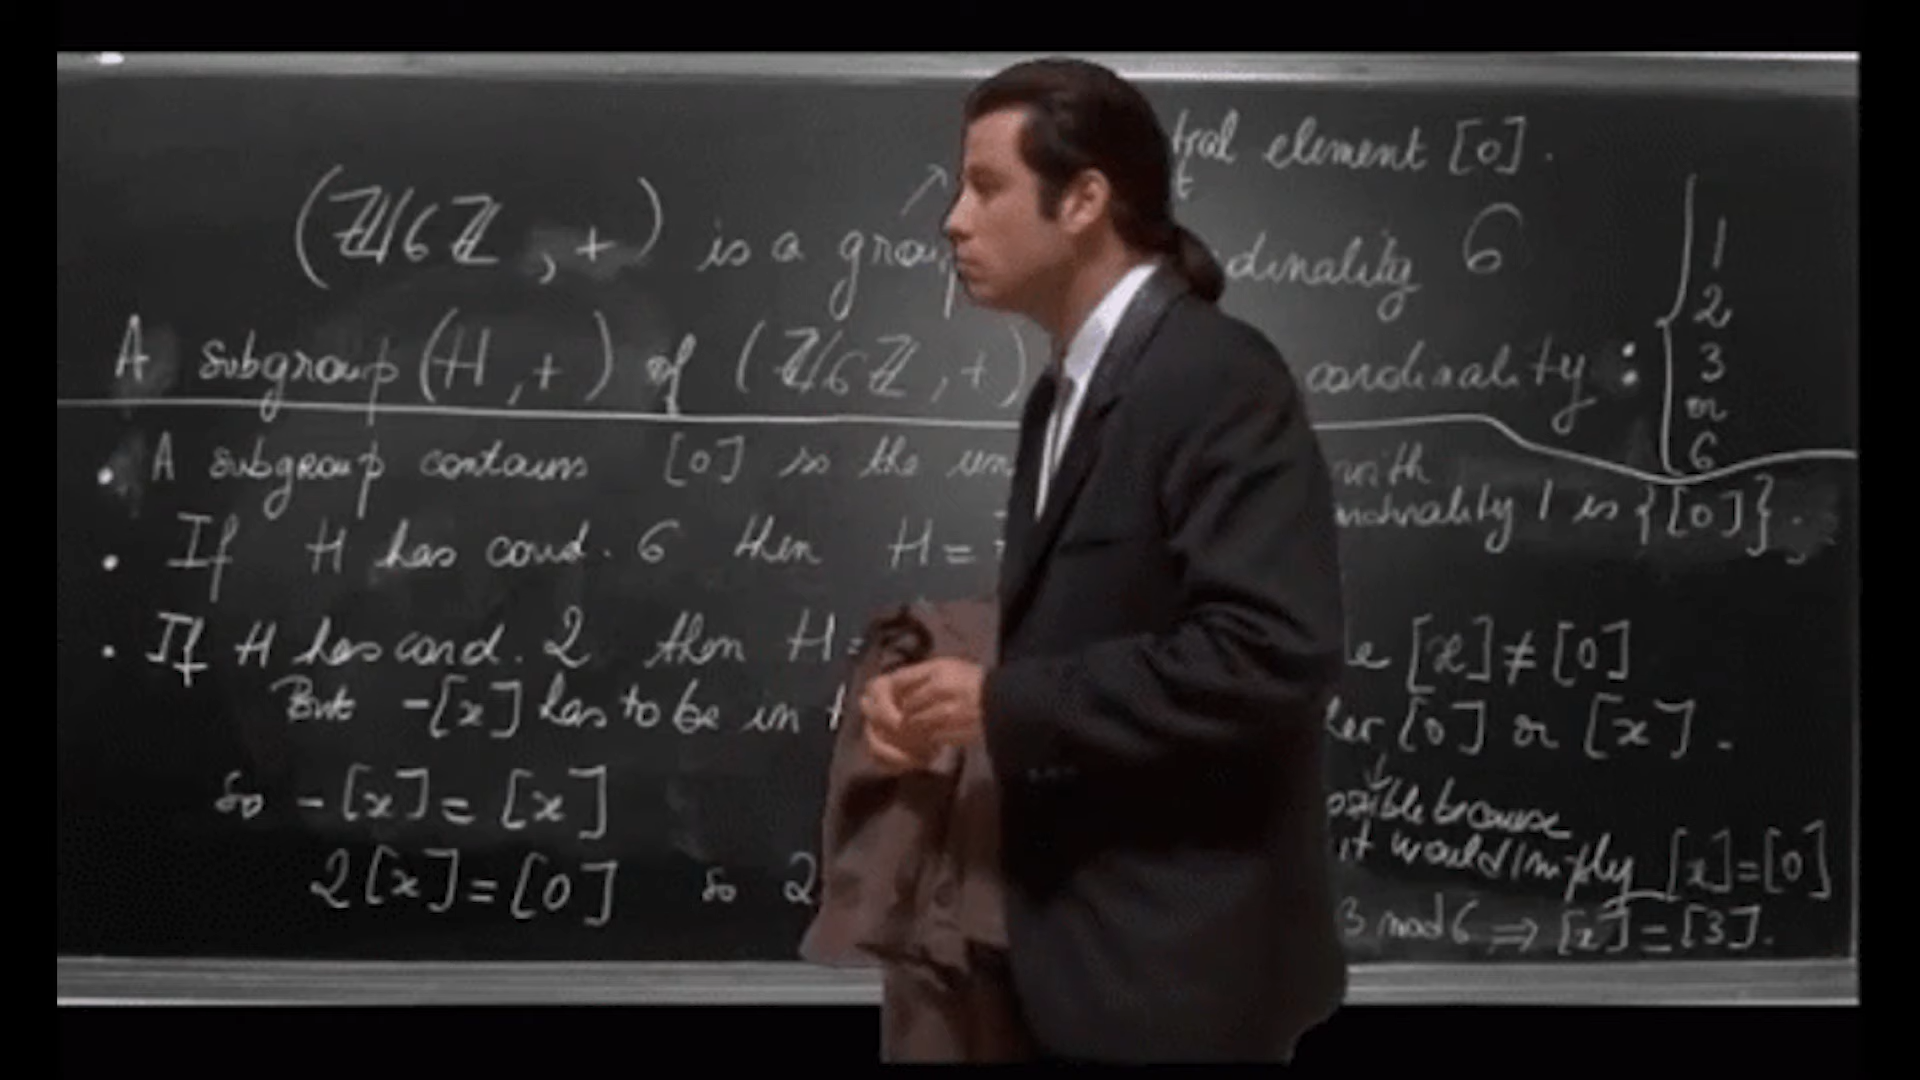 tral element [0].
(ℤ/6ℤ, +) is a group dinality 6
A subgroup (H, +) of (ℤ/6ℤ, +) cardinality : { 1 2 3 or 6
• A subgroup contains [0] so the un with
cardinality 1 is {[0]}.
• If H has card. 6 then H =
• If H has card. 2 then H = [x] ≠ [0]
But -[x] has to be in [0] or [x].
so -[x] = [x]
because
it would imply [x]=[0]
2[x] = [0] so 2
3 mod 6 ⇒ [x] = [3].